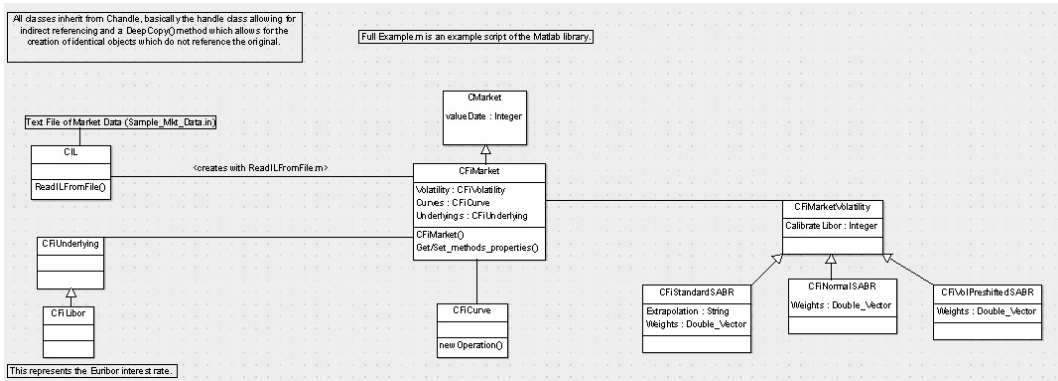 All classes inherit from Chandle, basically the handle class allowing for
indirect referencing and a DeepCopy() method which allows for the
creation of identical objects which do not reference the original.
Full Example.m is an example script of the Matlab library.
CMarket
valueDate : Integer
Text File of Market Data (Sample_Mkt_Data.in)
CIL
ReadILFromFile()
<creates with ReadILFromFile.m>
CFiMarket
Volatility : CFiVolatility
Curves : CFiCurve
Underlyings : CFiUnderlying
CFiMarket()
Get/Set_methods_properties()
CFiMarketVolatility
Calibrate Libor : Integer
CFiUnderlying
CFiLibor
CFiCurve
new Operation()
CFiStandardSABR
Extrapolation : String
Weights : Double_Vector
CFiNormalSABR
Weights : Double_Vector
CFiVolPreshiftedSABR
Weights : Double_Vector
This represents the Euribor interest rate.